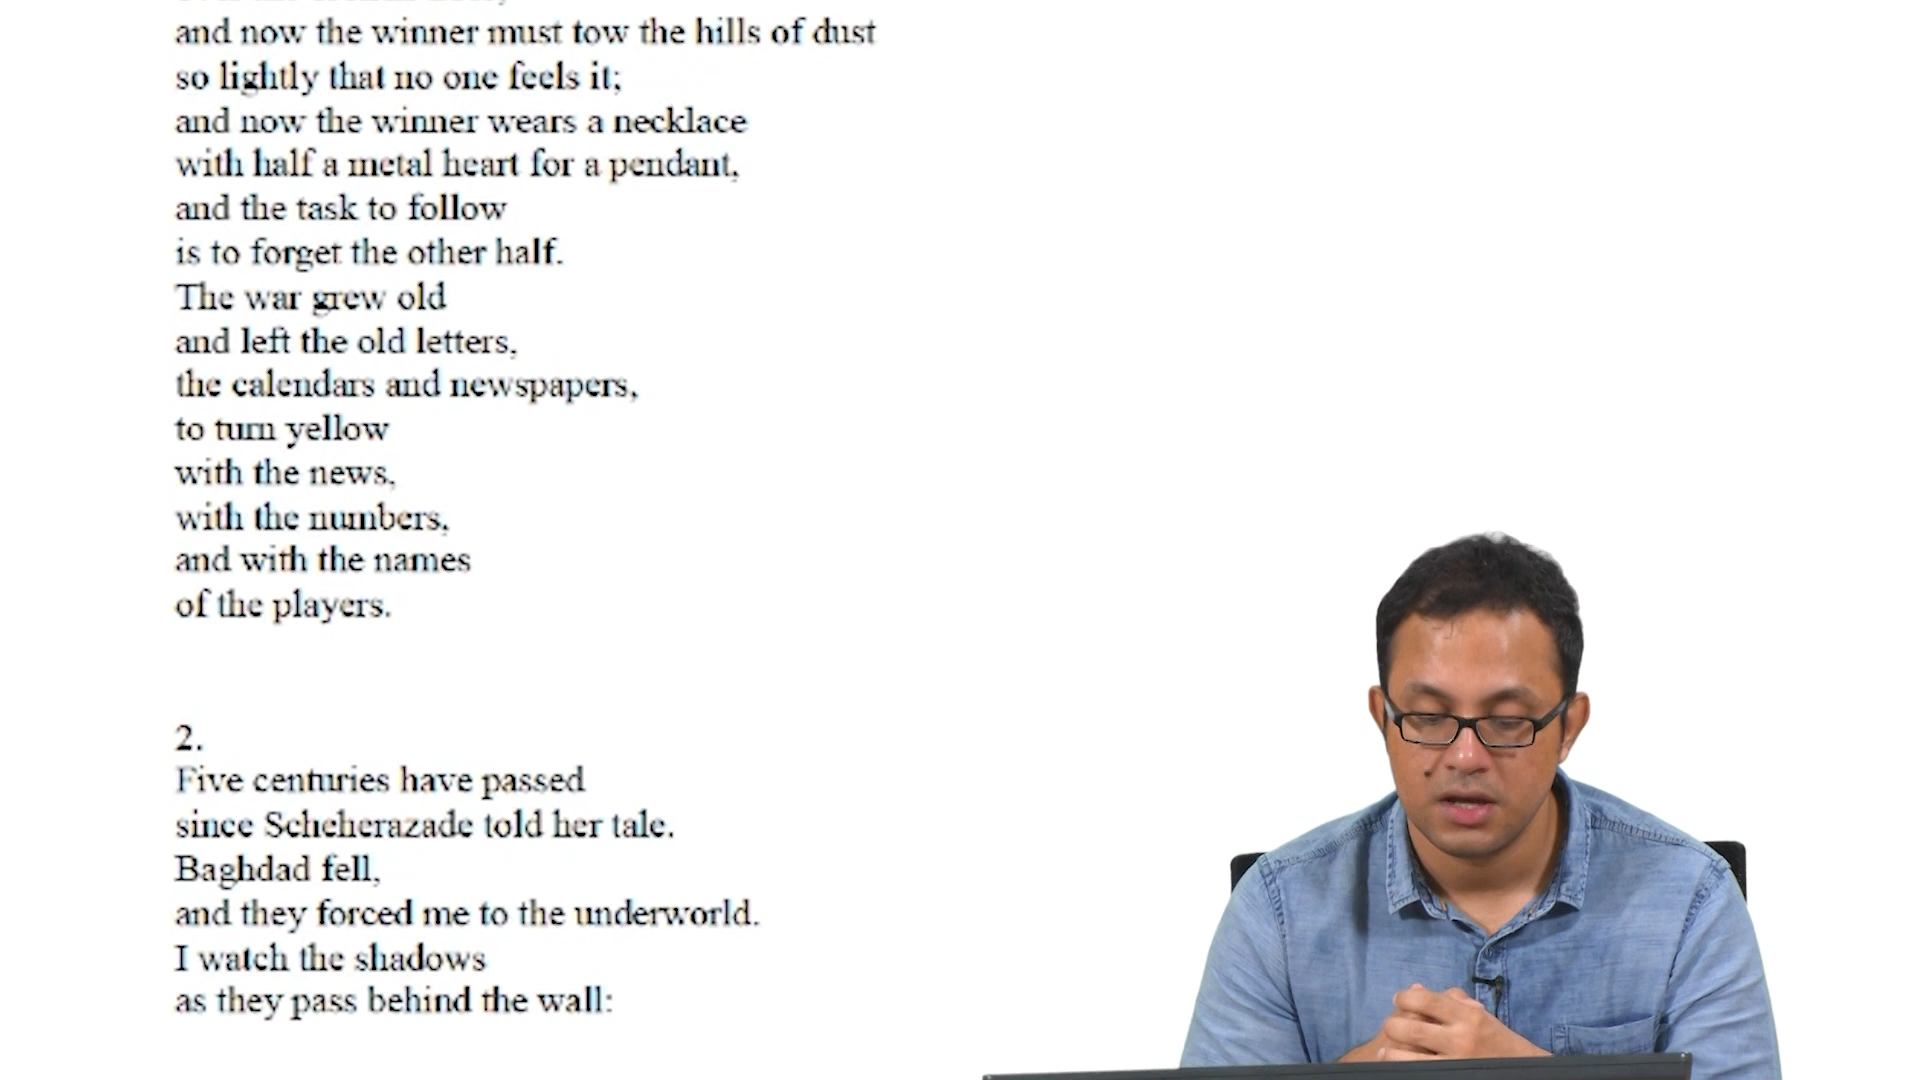 and now the winner must tow the hills of dust
so lightly that no one feels it;
and now the winner wears a necklace
with half a metal heart for a pendant,
and the task to follow
is to forget the other half.
The war grew old
and left the old letters,
the calendars and newspapers,
to turn yellow
with the news,
with the numbers,
and with the names
of the players.
2.
Five centuries have passed
since Scheherazade told her tale.
Baghdad fell,
and they forced me to the underworld.
I watch the shadows
as they pass behind the wall: